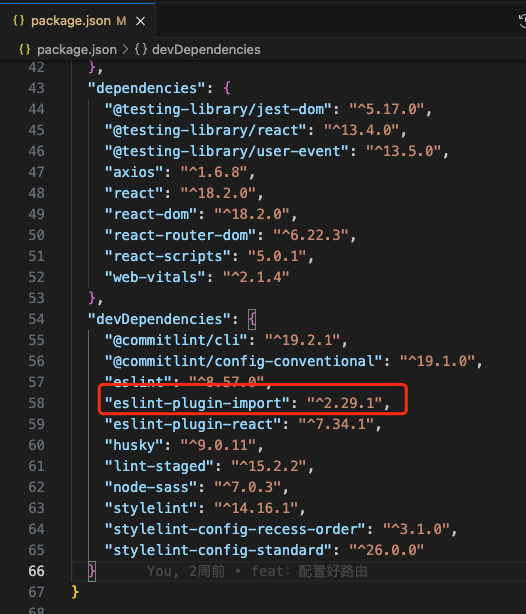 {} package.json M ×
{} package.json > {} devDependencies
42 },
43 "dependencies": {
44 "@testing-library/jest-dom": "^5.17.0",
45 "@testing-library/react": "^13.4.0",
46 "@testing-library/user-event": "^13.5.0",
47 "axios": "^1.6.8",
48 "react": "^18.2.0",
49 "react-dom": "^18.2.0",
50 "react-router-dom": "^6.22.3",
51 "react-scripts": "5.0.1",
52 "web-vitals": "^2.1.4"
53 },
54 "devDependencies": {
55 "@commitlint/cli": "^19.2.1",
56 "@commitlint/config-conventional": "^19.1.0",
57 "eslint": "^8.57.0",
58 "eslint-plugin-import": "^2.29.1",
59 "eslint-plugin-react": "^7.34.1",
60 "husky": "^9.0.11",
61 "lint-staged": "^15.2.2",
62 "node-sass": "^7.0.3",
63 "stylelint": "^14.16.1",
64 "stylelint-config-recess-order": "^3.1.0",
65 "stylelint-config-standard": "^26.0.0"
66 } You, 2周前 • feat: 配置好路由
67 }
68